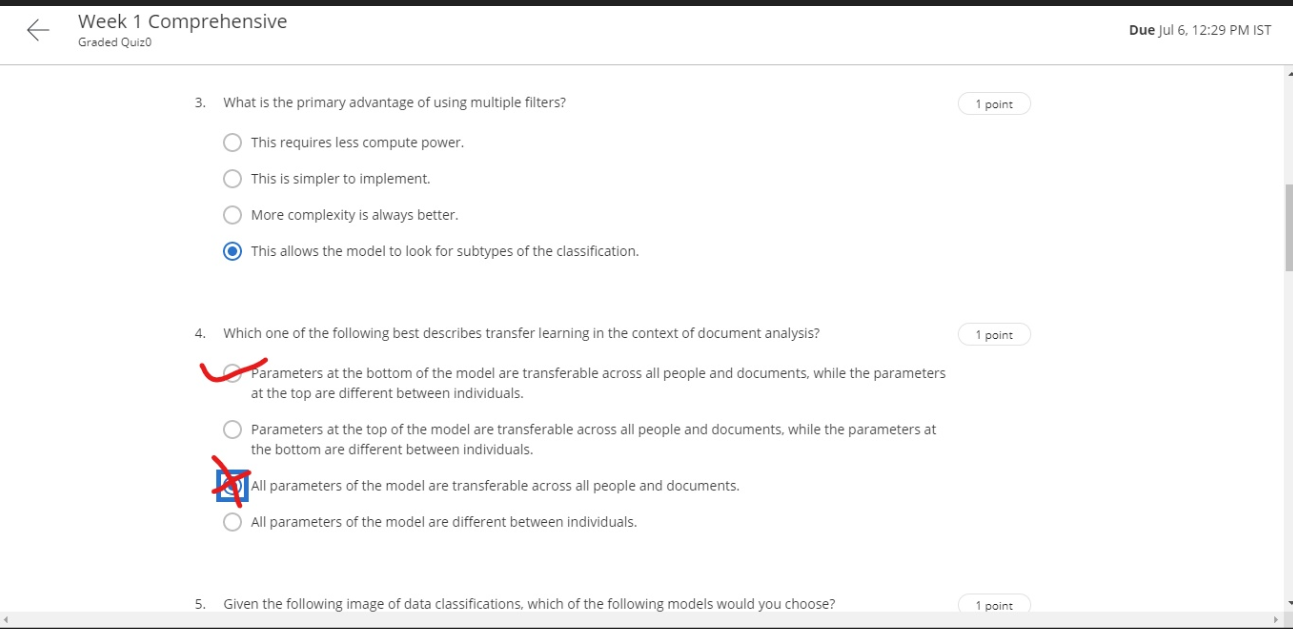 Week 1 Comprehensive
Graded Quiz0
Due Jul 6, 12:29 PM IST
3. What is the primary advantage of using multiple filters?
1 point
This requires less compute power.
This is simpler to implement.
More complexity is always better.
This allows the model to look for subtypes of the classification.
4. Which one of the following best describes transfer learning in the context of document analysis?
1 point
Parameters at the bottom of the model are transferable across all people and documents, while the parameters
at the top are different between individuals.
Parameters at the top of the model are transferable across all people and documents, while the parameters at
the bottom are different between individuals.
All parameters of the model are transferable across all people and documents.
All parameters of the model are different between individuals.
5. Given the following image of data classifications, which of the following models would you choose?
1 point